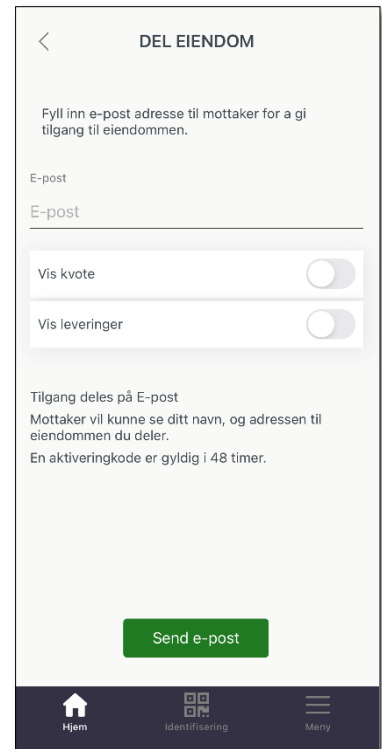 DEL EIENDOM
Fyll inn e-post adresse til mottaker for a gi
tilgang til eiendommen.
E-post
E-post
Vis kvote
Vis leveringer
Tilgang deles på E-post
Mottaker vil kunne se ditt navn, og adressen til
eiendommen du deler.
En aktiveringkode er gyldig i 48 timer.
Send e-post
Hjem
Identifisering
Meny